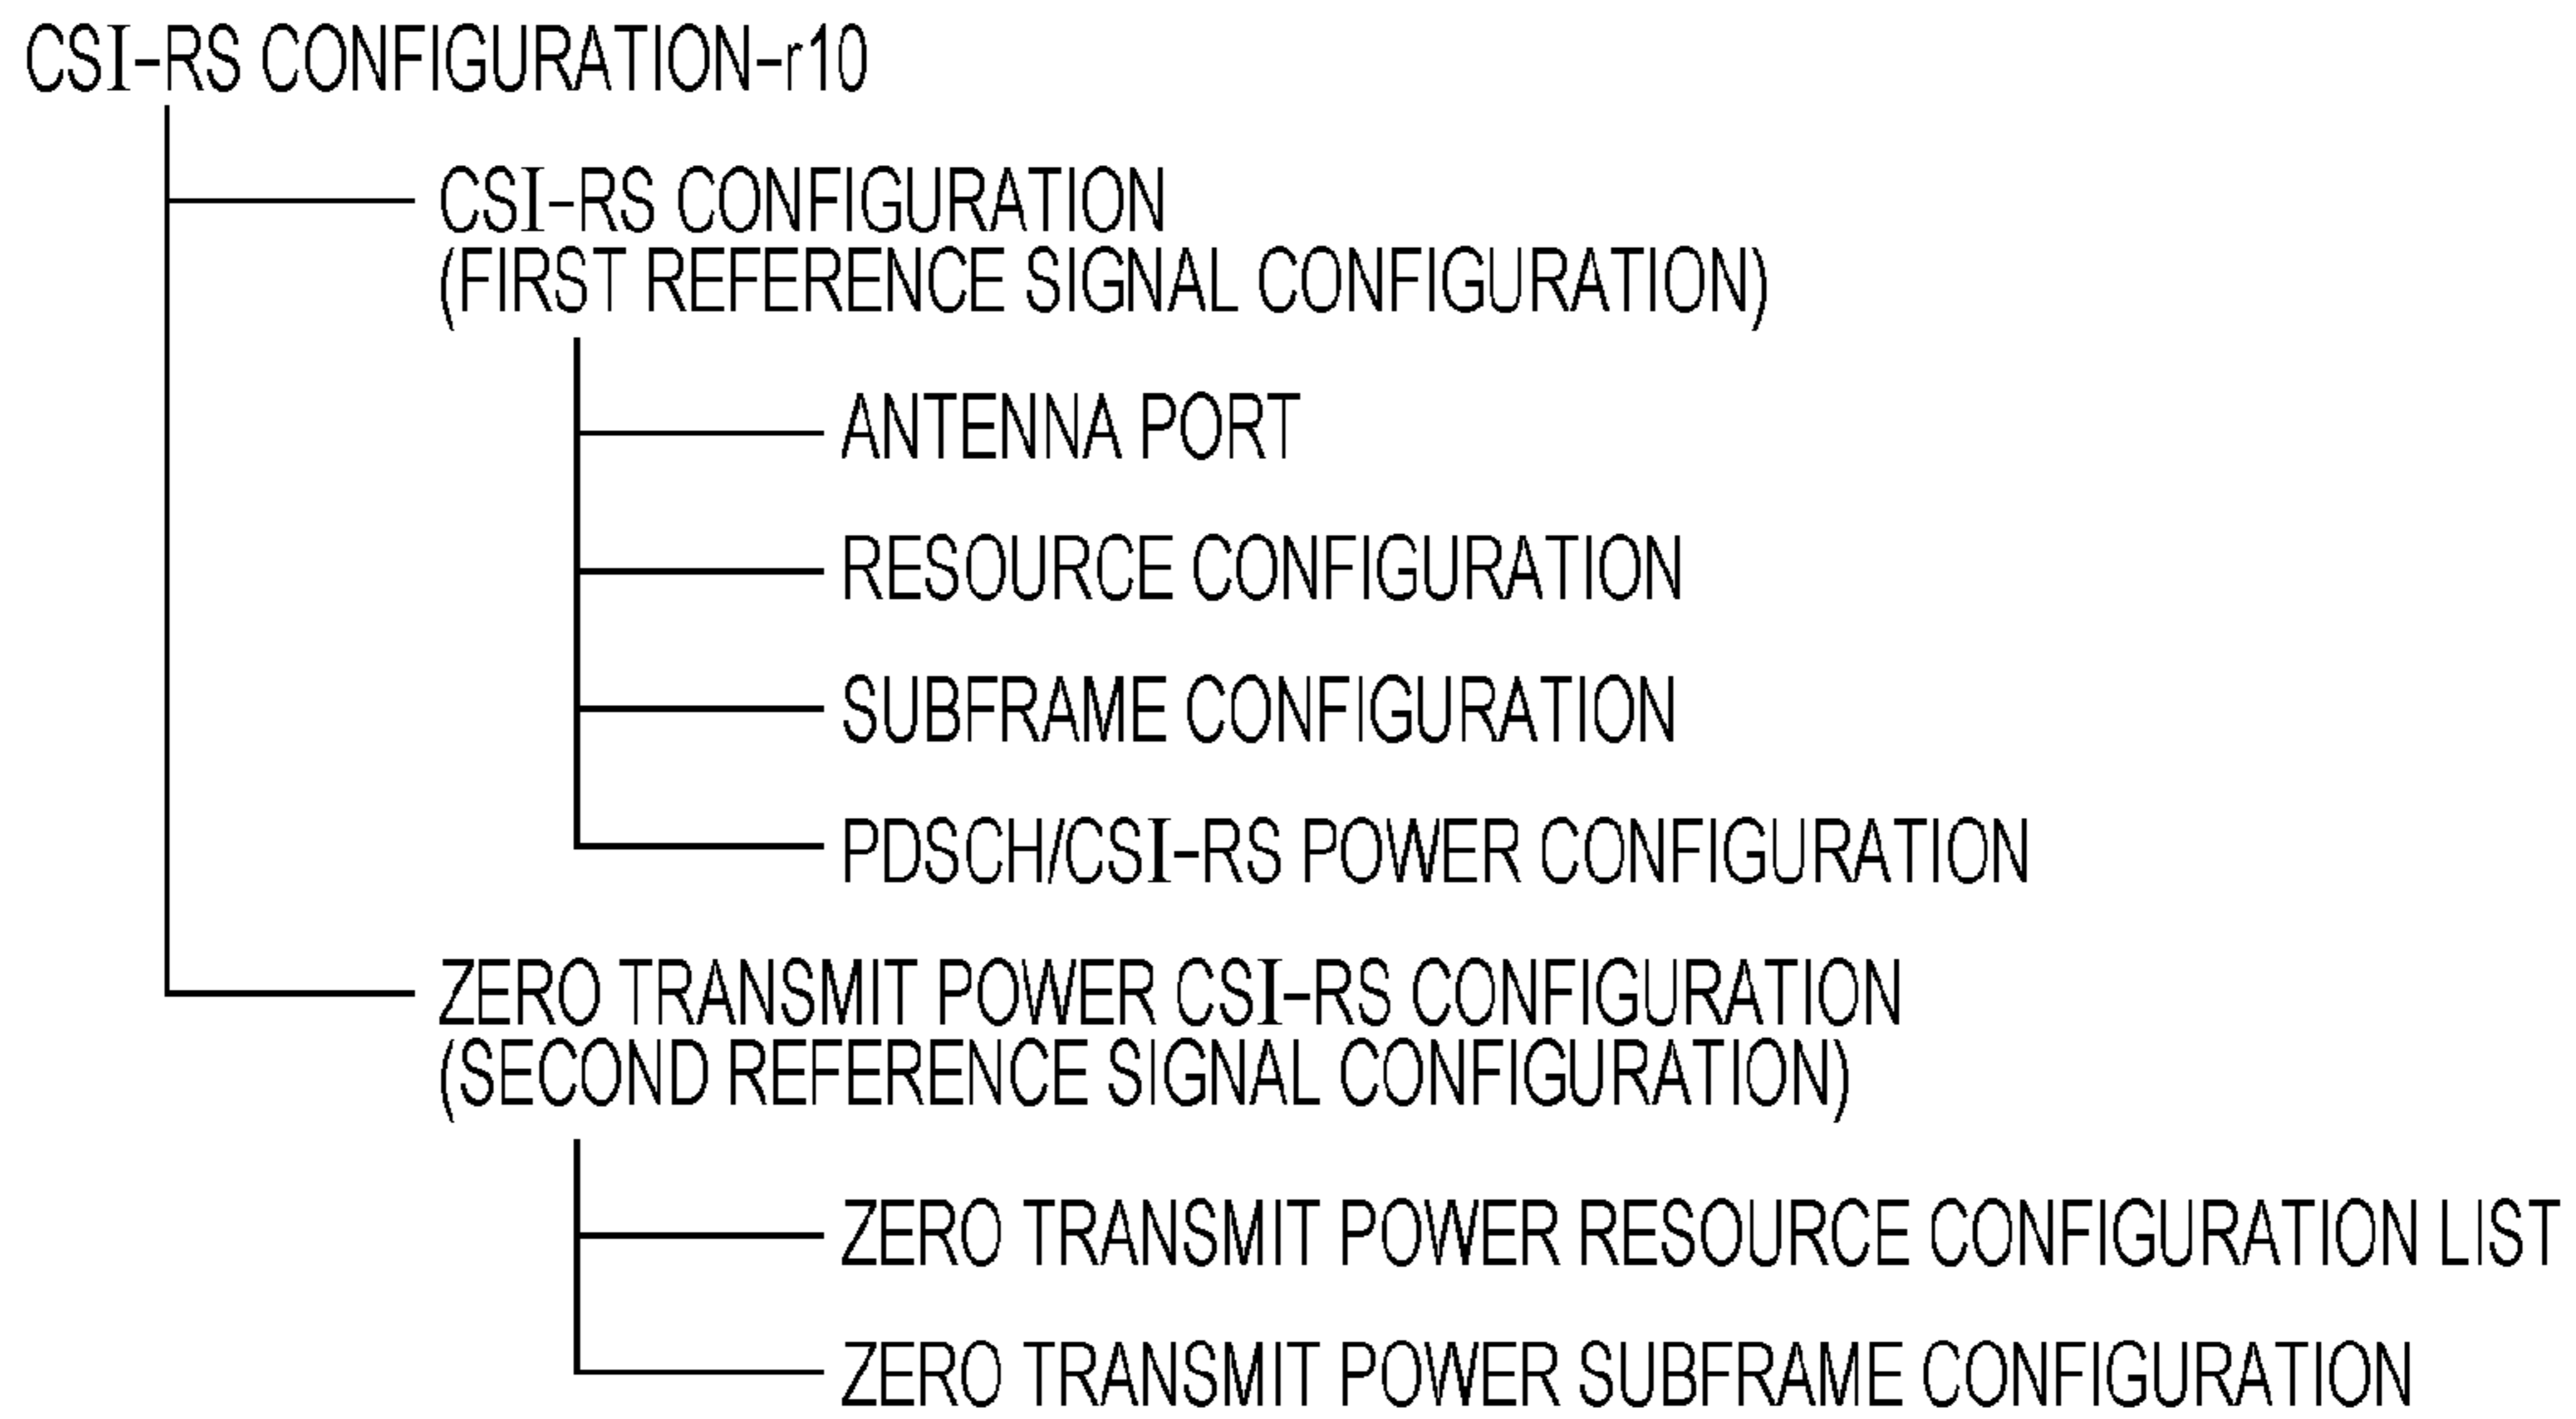 CSI-RS CONFIGURATION-r10
CSI-RS CONFIGURATION
(FIRST REFERENCE SIGNAL CONFIGURATION)
ANTENNA PORT
RESOURCE CONFIGURATION
SUBFRAME CONFIGURATION
PDSCH/CSI-RS POWER CONFIGURATION
ZERO TRANSMIT POWER CSI-RS CONFIGURATION
(SECOND REFERENCE SIGNAL CONFIGURATION)
ZERO TRANSMIT POWER RESOURCE CONFIGURATION LIST
ZERO TRANSMIT POWER SUBFRAME CONFIGURATION